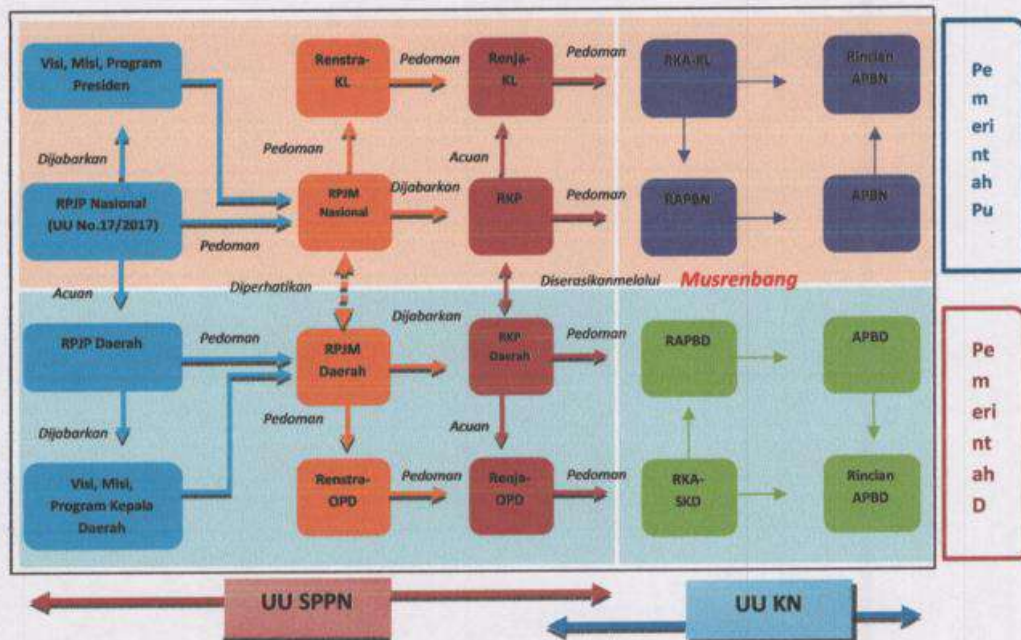 Visi, Misi, Program
Presiden
Renstra-
KL
Pedoman
Renja-
KL
Pedoman
RKA-KL
Rincian
APBN
Dijabarkan
Pedoman
Acuan
RPJP Nasional
(UU No.17/2017)
Pedoman
RPJM
Nasional
Dijabarkan
RKP
Pedoman
RAPBN
APBN
Pe
m
eri
nt
ah
Pu
Acuan
Diperhatikan
Diserasikanmelalui
Musrenbang
RPJP Daerah
Pedoman
RPJM
Daerah
Dijabarkan
RKP
Daerah
Pedoman
RAPBD
APBD
Dijabarkan
Pedoman
Acuan
Visi, Misi,
Program Kepala
Daerah
Renstra-
OPD
Pedoman
Renja-
OPD
Pedoman
RKA-
SKD
Rincian
APBD
Pe
m
eri
nt
ah
D
UU SPPN
UU KN